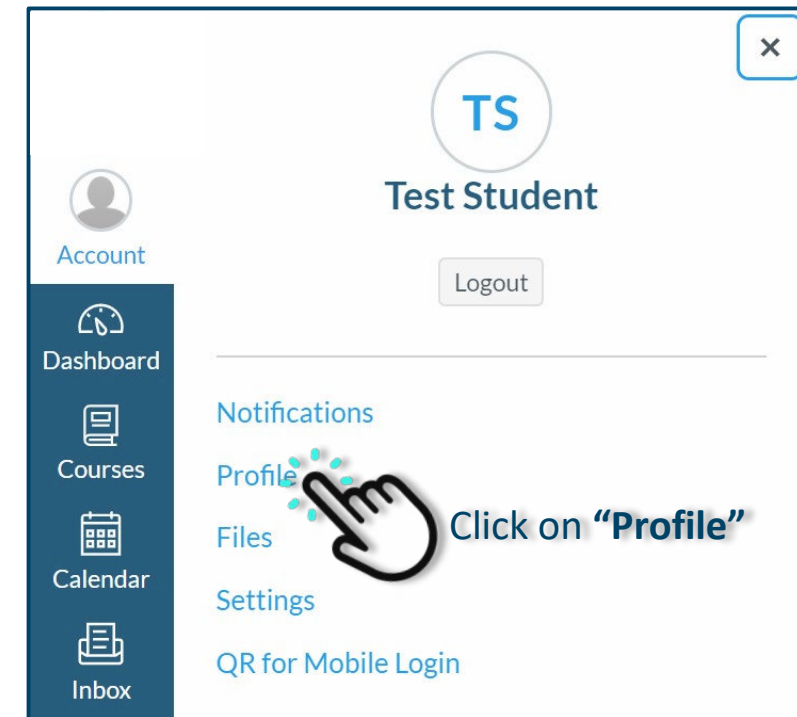 ×
TS
Test Student
Account
Logout
Dashboard
Notifications
Courses
Profile
Click on “Profile”
Files
Calendar
Settings
Inbox
QR for Mobile Login